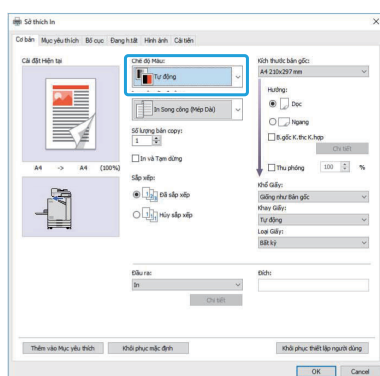 Sở thích In
Cơ bản Mục yêu thích Bố cục Đang h.tất Hình ảnh Cải tiến
Cài đặt Hiện tại
A4 -> A4 (100%)
Chế độ Màu:
Tự động
In Song công (Mép Dài)
Số lượng bản copy:
1
In và Tạm dừng
Sắp xếp:
Đã sắp xếp
Hủy sắp xếp
Đầu ra:
In
Chi tiết
Kích thước bản gốc:
A4 210x297 mm
Hướng:
Dọc
Ngang
B.gốc K.thc K.hợp
Chi tiết
Thu phóng 100 %
Khổ Giấy:
Giống như Bản gốc
Khay Giấy:
Tự động
Loại Giấy:
Bất kỳ
Đích:
Thêm vào Mục yêu thích Khôi phục mặc định Khôi phục thiết lập người dùng
OK Cancel